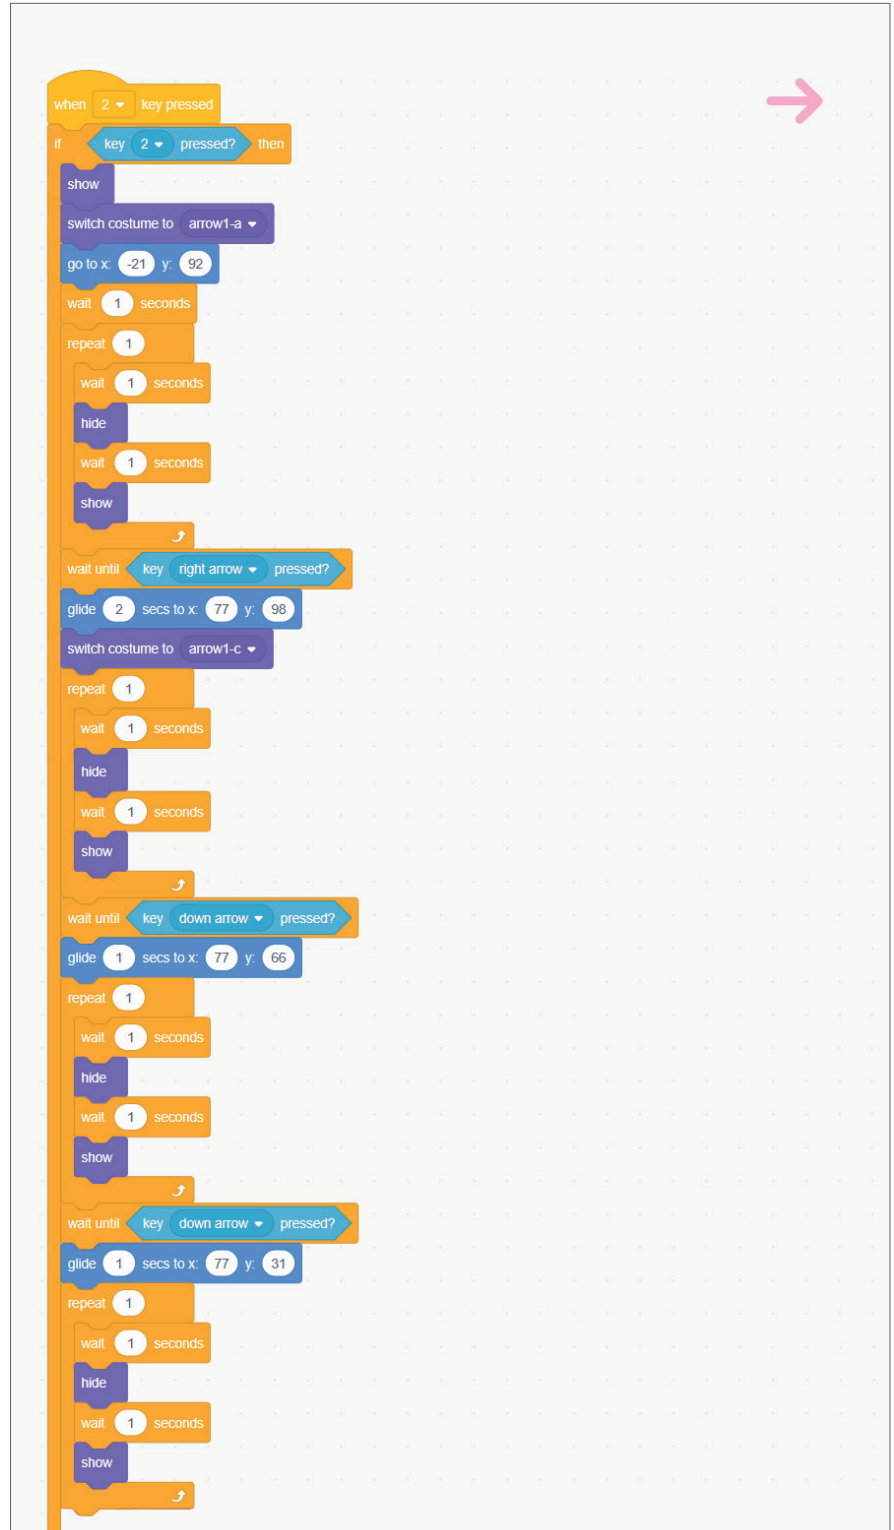 when 2 key pressed
if key 2 pressed? then
show
switch costume to arrow1-a
go to x: -21 y: 92
wait 1 seconds
repeat 1
wait 1 seconds
hide
wait 1 seconds
show
wait until key right arrow pressed?
glide 2 secs to x: 77 y: 98
switch costume to arrow1-c
repeat 1
wait 1 seconds
hide
wait 1 seconds
show
wait until key down arrow pressed?
glide 1 secs to x: 77 y: 66
repeat 1
wait 1 seconds
hide
wait 1 seconds
show
wait until key down arrow pressed?
glide 1 secs to x: 77 y: 31
repeat 1
wait 1 seconds
hide
wait 1 seconds
show